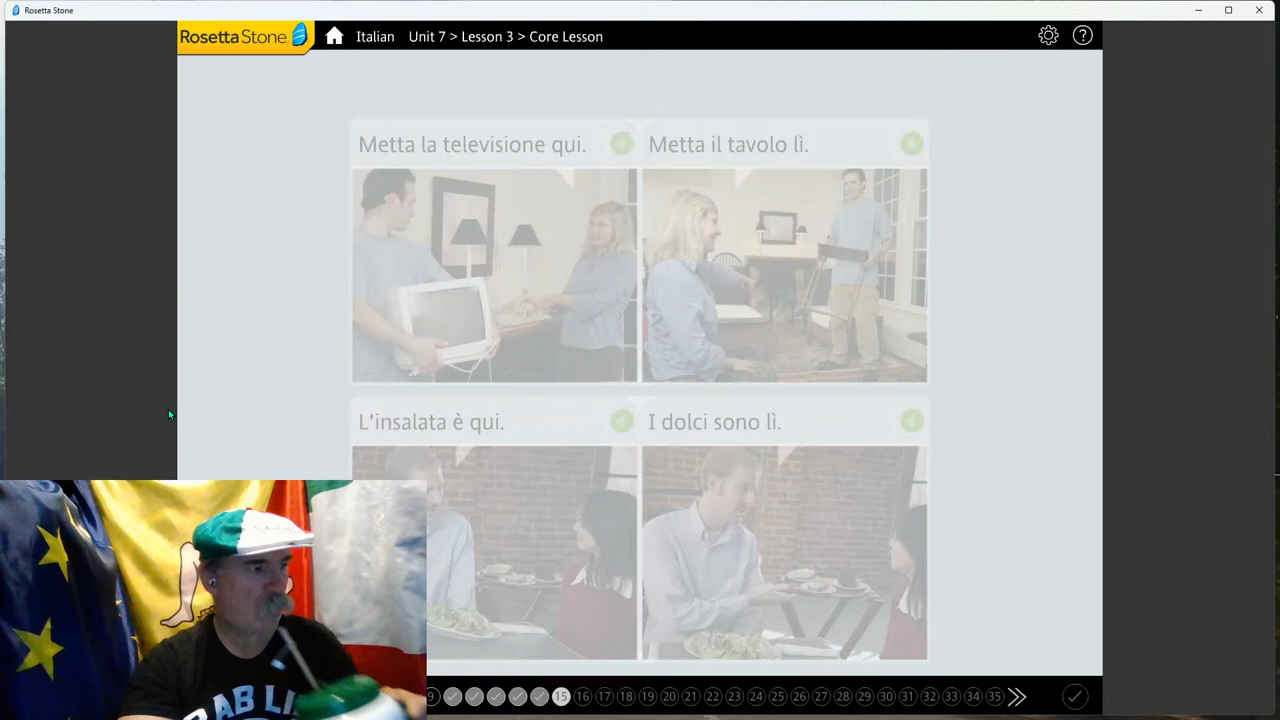 Rosetta Stone
RosettaStone
Italian Unit 7 > Lesson 3 > Core Lesson
Metta la televisione qui.
Metta il tavolo lì.
L'insalata è qui.
I dolci sono lì.
9 15 16 17 18 19 20 21 22 23 24 25 26 27 28 29 30 31 32 33 34 35